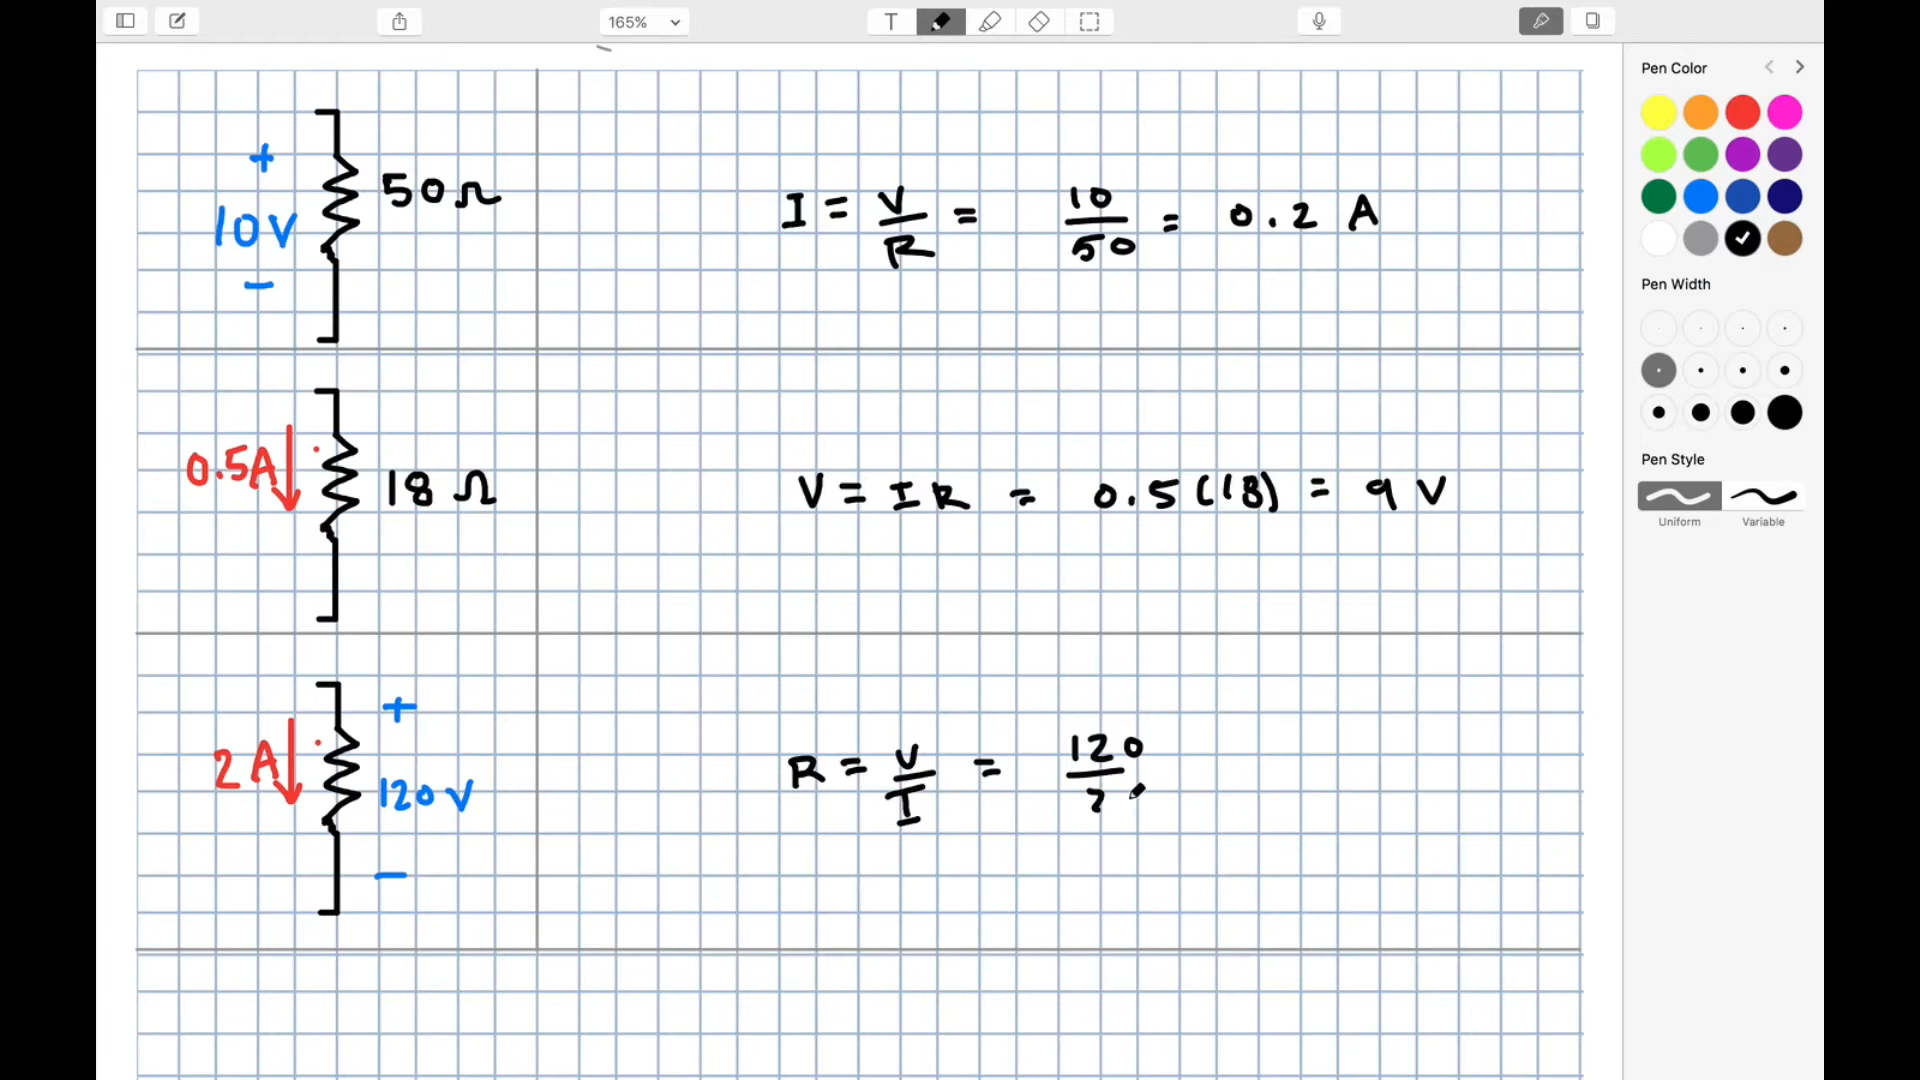 165%
T
Pen Color
+
10V
−
50Ω
I = V/R = 10/50 = 0.2 A
Pen Width
0.5A
18 Ω
V = IR = 0.5(18) = 9 V
Pen Style
Uniform
Variable
2A
+
120V
−
R = V/I = 120/2